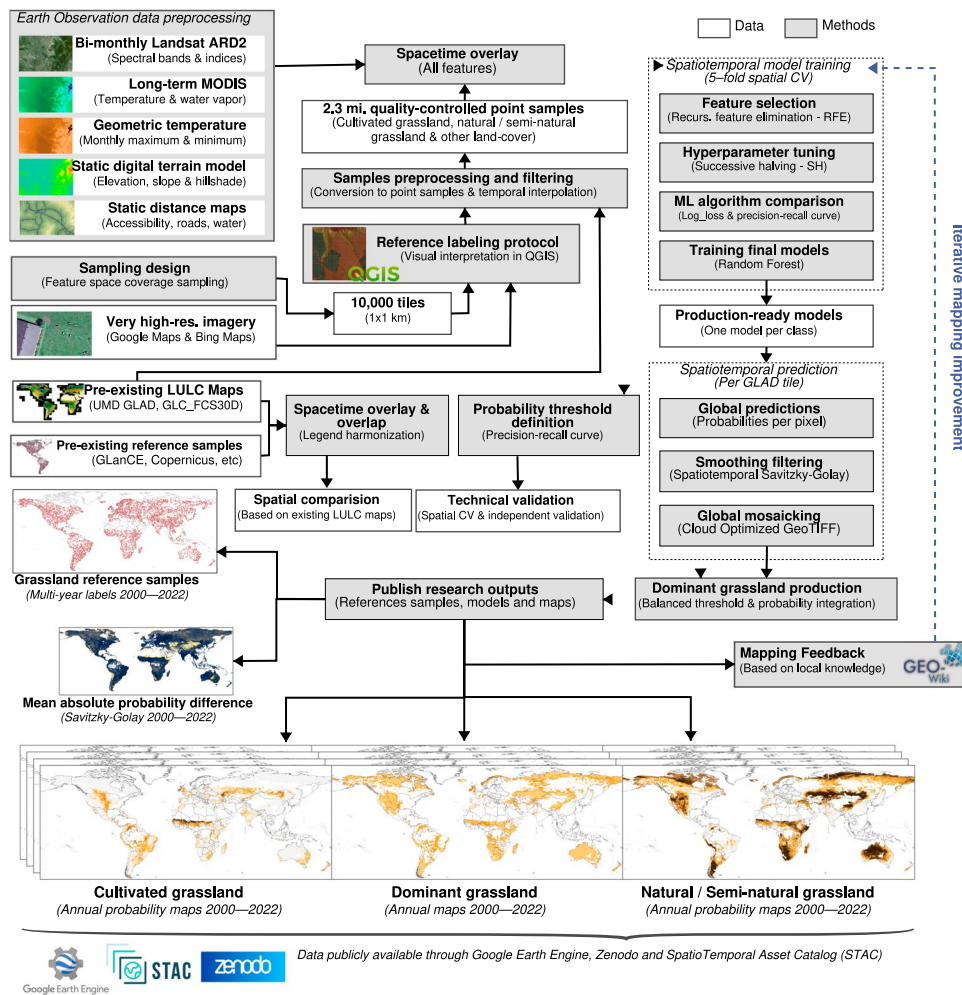 Earth Observation data preprocessing
Bi-monthly Landsat ARD2
(Spectral bands & indices)
Long-term MODIS
(Temperature & water vapor)
Geometric temperature
(Monthly maximum & minimum)
Static digital terrain model
(Elevation, slope & hillshade)
Static distance maps
(Accessibility, roads, water)
Sampling design
(Feature space coverage sampling)
Very high-res. imagery
(Google Maps & Bing Maps)
Pre-existing LULC Maps
(UMD GLAD, GLC_FCS30D)
Pre-existing reference samples
(GLanCE, Copernicus, etc)
Spacetime overlay
(All features)
2.3 mi. quality-controlled point samples
(Cultivated grassland, natural / semi-natural
grassland & other land-cover)
Samples preprocessing and filtering
(Conversion to point samples & temporal interpolation)
Reference labeling protocol
(Visual interpretation in QGIS)
QGIS
10,000 tiles
(1x1 km)
Spacetime overlay &
overlap
(Legend harmonization)
Probability threshold
definition
(Precision-recall curve)
Spatial comparision
(Based on existing LULC maps)
Technical validation
(Spatial CV & independent validation)
Data
Methods
Spatiotemporal model training
(5–fold spatial CV)
Feature selection
(Recurs. feature elimination - RFE)
Hyperparameter tuning
(Successive halving - SH)
ML algorithm comparison
(Log_loss & precision-recall curve)
Training final models
(Random Forest)
Production-ready models
(One model per class)
Spatiotemporal prediction
(Per GLAD tile)
Global predictions
(Probabilities per pixel)
Smoothing filtering
(Spatiotemporal Savitzky-Golay)
Global mosaicking
(Cloud Optimized GeoTIFF)
Dominant grassland production
(Balanced threshold & probability integration)
Iterative mapping improvement
Grassland reference samples
(Multi-year labels 2000—2022)
Publish research outputs
(References samples, models and maps)
Mapping Feedback
(Based on local knowledge)
GEO-
Wiki
Mean absolute probability difference
(Savitzky-Golay 2000—2022)
Cultivated grassland
(Annual probability maps 2000—2022)
Dominant grassland
(Annual maps 2000—2022)
Natural / Semi-natural grassland
(Annual probability maps 2000—2022)
Data publicly available through Google Earth Engine, Zenodo and SpatioTemporal Asset Catalog (STAC)
Google Earth Engine
STAC
zenodo